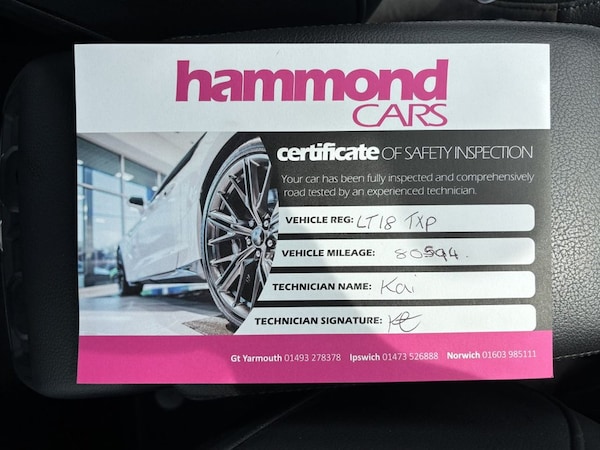 hammond
CARS
certificate OF SAFETY INSPECTION
Your car has been fully inspected and comprehensively
road tested by an experienced technician.
VEHICLE REG: LT18 TXP
VEHICLE MILEAGE: 80594.
TECHNICIAN NAME: Kai
TECHNICIAN SIGNATURE:
Gt Yarmouth 01493 278378 Ipswich 01473 526888 Norwich 01603 985111